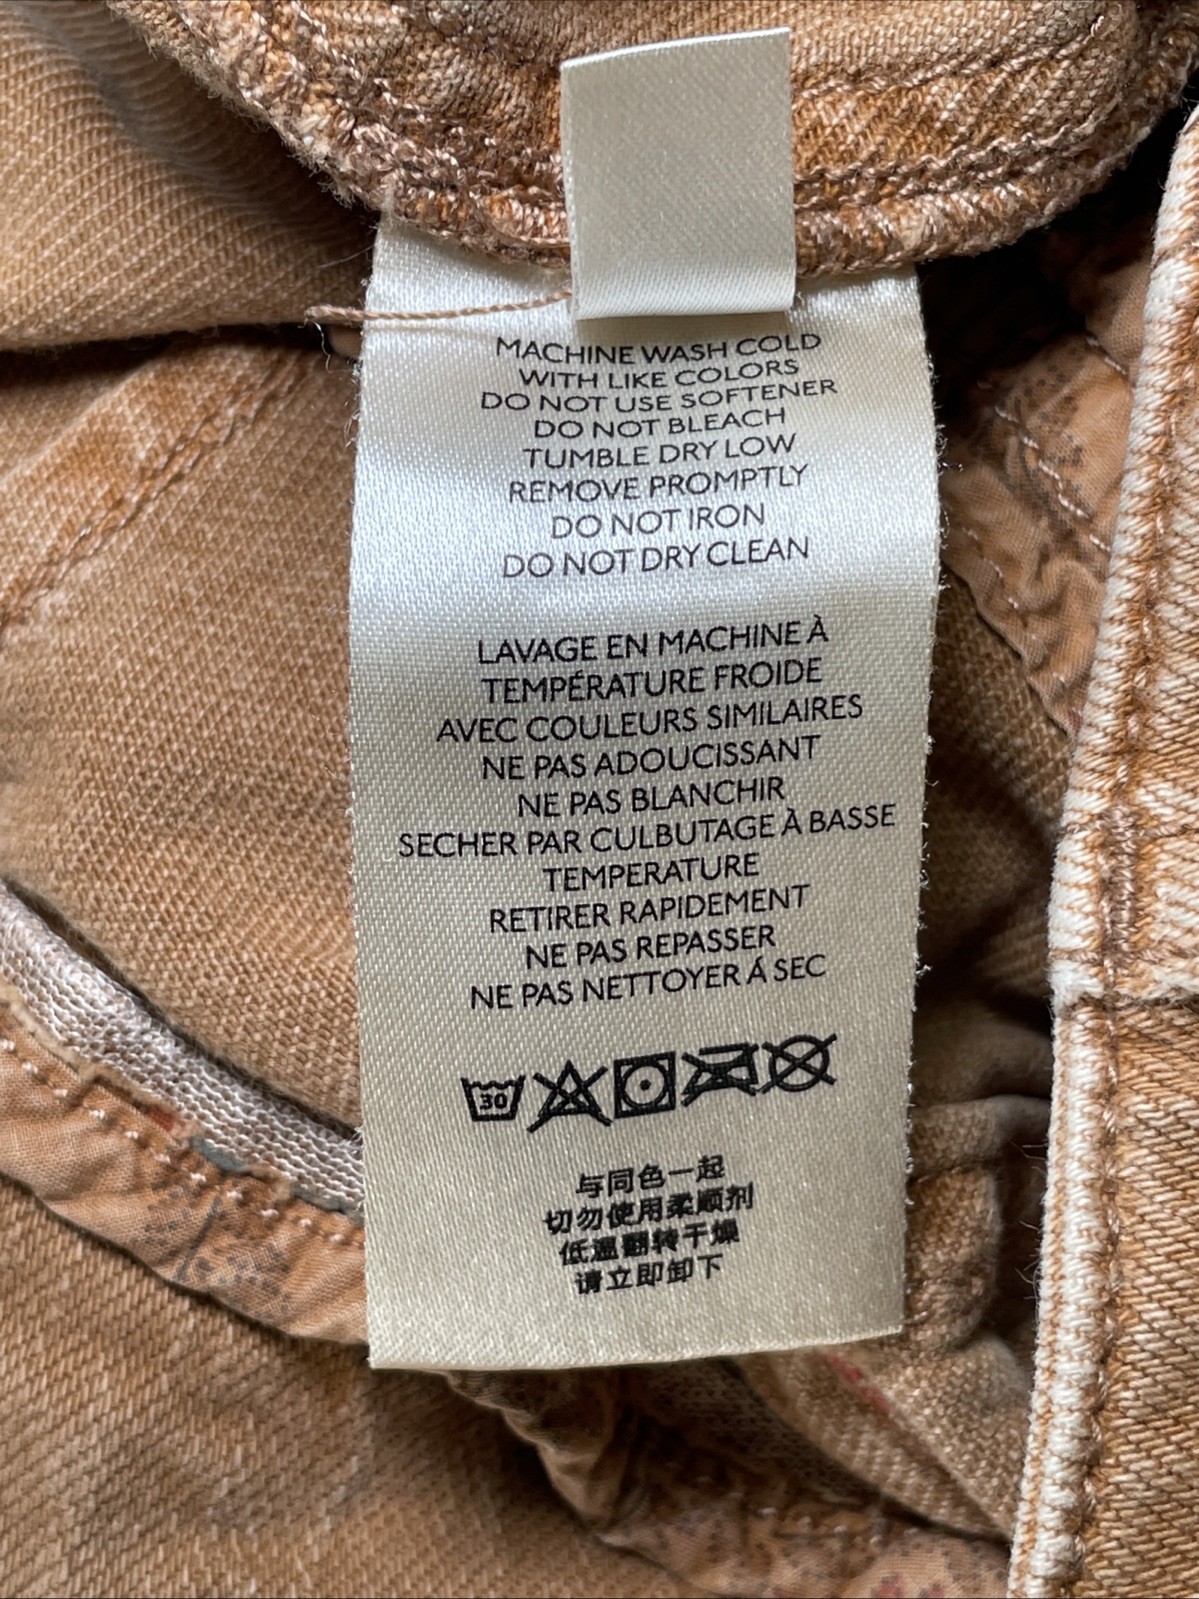 MACHINE WASH COLD
WITH LIKE COLORS
DO NOT USE SOFTENER
DO NOT BLEACH
TUMBLE DRY LOW
REMOVE PROMPTLY
DO NOT IRON
DO NOT DRY CLEAN
LAVAGE EN MACHINE À
TEMPÉRATURE FROIDE
AVEC COULEURS SIMILAIRES
NE PAS ADOUCISSANT
NE PAS BLANCHIR
SECHER PAR CULBUTAGE À BASSE
TEMPERATURE
RETIRER RAPIDEMENT
NE PAS REPASSER
NE PAS NETTOYER Á SEC
30
与同色一起
切勿使用柔顺剂
低温翻转干燥
请立即卸下